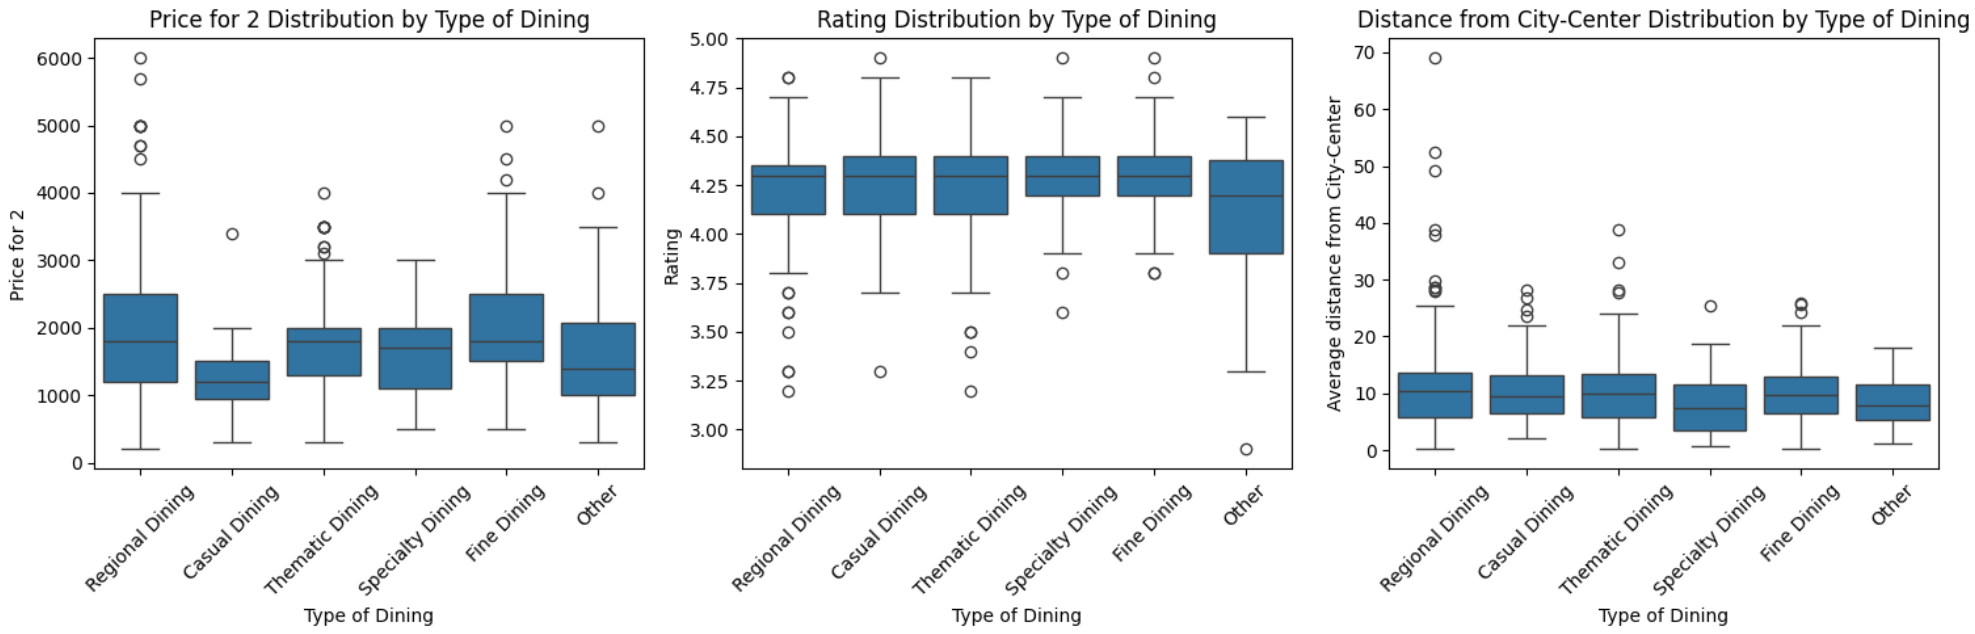 Price for 2 Distribution by Type of Dining
Price for 2
6000
5000
4000
3000
2000
1000
0
Regional Dining
Casual Dining
Thematic Dining
Specialty Dining
Fine Dining
Other
Type of Dining
Rating Distribution by Type of Dining
Rating
5.00
4.75
4.50
4.25
4.00
3.75
3.50
3.25
3.00
Regional Dining
Casual Dining
Thematic Dining
Specialty Dining
Fine Dining
Other
Type of Dining
Distance from City-Center Distribution by Type of Dining
Average distance from City-Center
70
60
50
40
30
20
10
0
Regional Dining
Casual Dining
Thematic Dining
Specialty Dining
Fine Dining
Other
Type of Dining